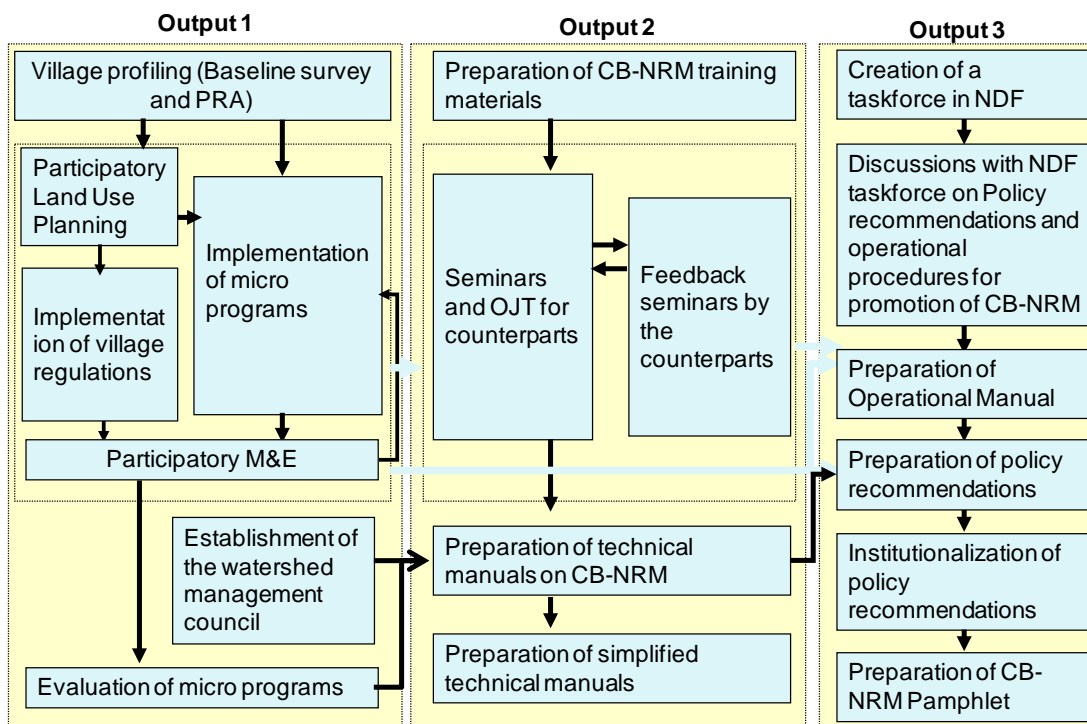 Output 1
Village profiling (Baseline survey
and PRA)
Participatory
Land Use
Planning
Implementation
of micro
programs
Implementat
ion of village
regulations
Participatory M&E
Establishment of
the watershed
management
council
Evaluation of micro programs
Output 2
Preparation of CB-NRM training
materials
Seminars
and OJT for
counterparts
Feedback
seminars by
the
counterparts
Preparation of technical
manuals on CB-NRM
Preparation of simplified
technical manuals
Output 3
Creation of a
taskforce in NDF
Discussions with NDF
taskforce on Policy
recommendations and
operational
procedures for
promotion of CB-NRM
Preparation of
Operational Manual
Preparation of policy
recommendations
Institutionalization of
policy
recommendations
Preparation of CB-
NRM Pamphlet